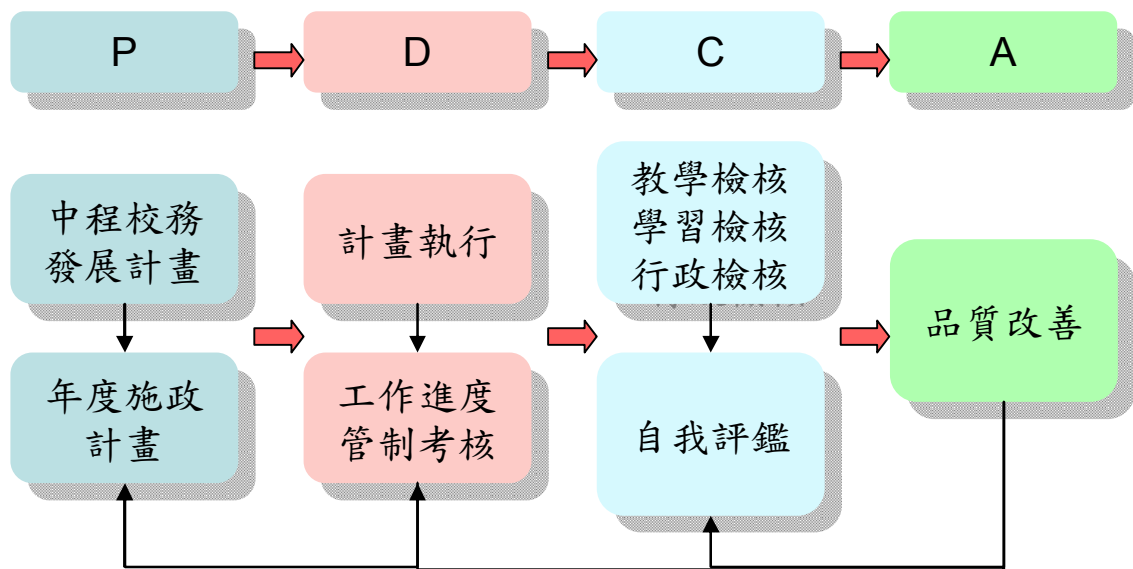 P
D
C
A
中程校務
發展計畫
計畫執行
教學檢核
學習檢核
行政檢核
品質改善
年度施政
計畫
工作進度
管制考核
自我評鑑